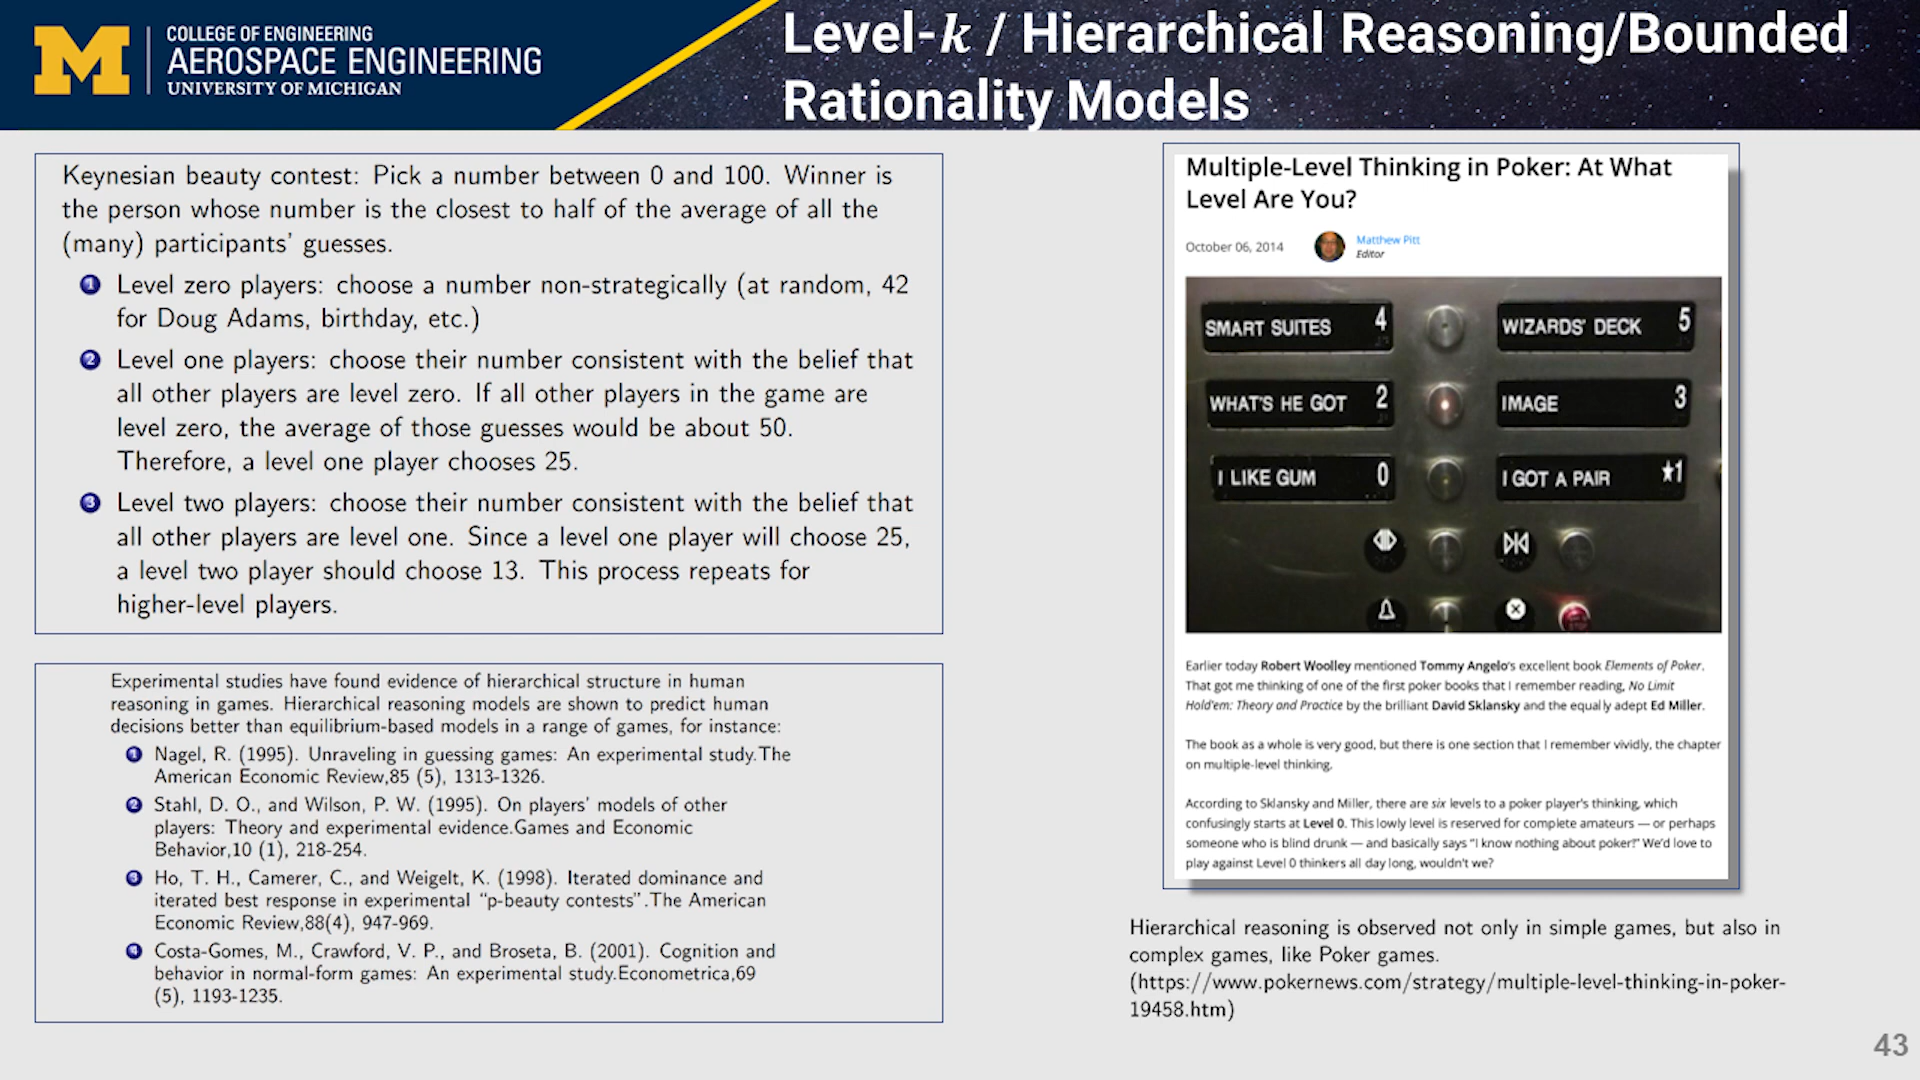 COLLEGE OF ENGINEERING
AEROSPACE ENGINEERING
UNIVERSITY OF MICHIGAN
Level-k / Hierarchical Reasoning/Bounded
Rationality Models
Keynesian beauty contest: Pick a number between 0 and 100. Winner is
the person whose number is the closest to half of the average of all the
(many) participants' guesses.
1 Level zero players: choose a number non-strategically (at random, 42
for Doug Adams, birthday, etc.)
2 Level one players: choose their number consistent with the belief that
all other players are level zero. If all other players in the game are
level zero, the average of those guesses would be about 50.
Therefore, a level one player chooses 25.
3 Level two players: choose their number consistent with the belief that
all other players are level one. Since a level one player will choose 25,
a level two player should choose 13. This process repeats for
higher-level players.
Experimental studies have found evidence of hierarchical structure in human
reasoning in games. Hierarchical reasoning models are shown to predict human
decisions better than equilibrium-based models in a range of games, for instance:
1 Nagel, R. (1995). Unraveling in guessing games: An experimental study.The
American Economic Review,85 (5), 1313-1326.
2 Stahl, D. O., and Wilson, P. W. (1995). On players' models of other
players: Theory and experimental evidence.Games and Economic
Behavior,10 (1), 218-254.
3 Ho, T. H., Camerer, C., and Weigelt, K. (1998). Iterated dominance and
iterated best response in experimental "p-beauty contests".The American
Economic Review,88(4), 947-969.
4 Costa-Gomes, M., Crawford, V. P., and Broseta, B. (2001). Cognition and
behavior in normal-form games: An experimental study.Econometrica,69
(5), 1193-1235.
Multiple-Level Thinking in Poker: At What
Level Are You?
October 06, 2014
Matthew Pitt
Editor
SMART SUITES 4
WIZARDS' DECK 5
WHAT'S HE GOT 2
IMAGE 3
I LIKE GUM 0
I GOT A PAIR ★1
Earlier today Robert Woolley mentioned Tommy Angelo's excellent book Elements of Poker.
That got me thinking of one of the first poker books that I remember reading, No Limit
Hold'em: Theory and Practice by the brilliant David Sklansky and the equally adept Ed Miller.
The book as a whole is very good, but there is one section that I remember vividly, the chapter
on multiple-level thinking.
According to Sklansky and Miller, there are six levels to a poker player's thinking, which
confusingly starts at Level 0. This lowly level is reserved for complete amateurs — or perhaps
someone who is blind drunk — and basically says "I know nothing about poker!" We'd love to
play against Level 0 thinkers all day long, wouldn't we?
Hierarchical reasoning is observed not only in simple games, but also in
complex games, like Poker games.
(https://www.pokernews.com/strategy/multiple-level-thinking-in-poker-
19458.htm)
43